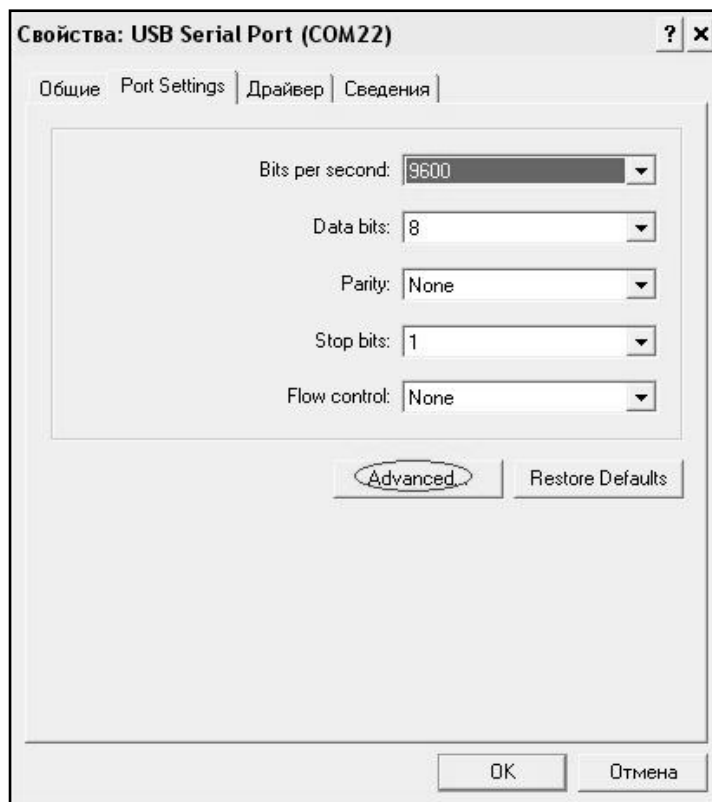 Свойства: USB Serial Port (COM22)
? ×
Общие Port Settings Драйвер Сведения
Bits per second: 9600
Data bits: 8
Parity: None
Stop bits: 1
Flow control: None
Advanced... Restore Defaults
OK Отмена